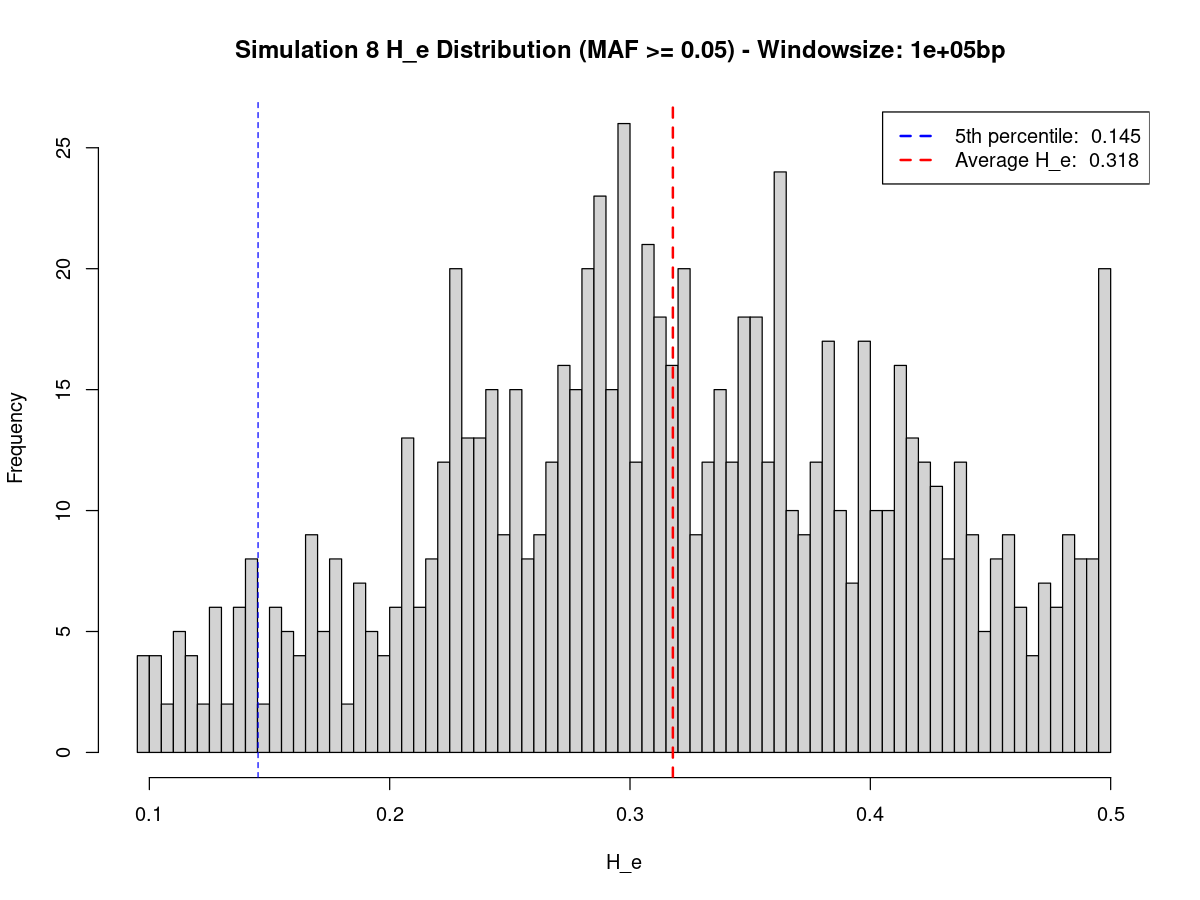 Simulation 8 H_e Distribution (MAF >= 0.05) - Windowsize: 1e+05bp
5th percentile:  0.145
Average H_e:  0.318
Frequency
25
20
15
10
5
0
0.1
0.2
0.3
0.4
0.5
H_e